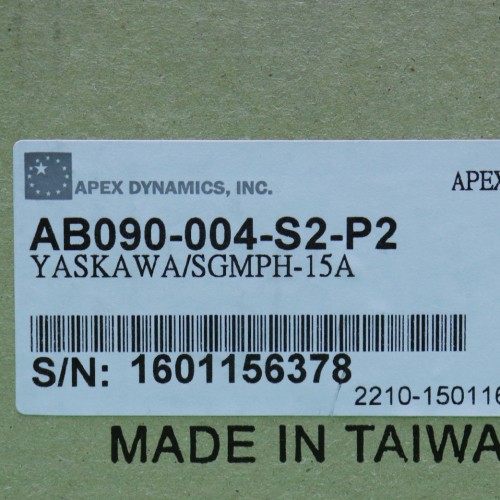 APEX DYNAMICS, INC.
APEX
AB090-004-S2-P2
YASKAWA/SGMPH-15A
S/N: 1601156378
2210-150116
MADE IN TAIWA